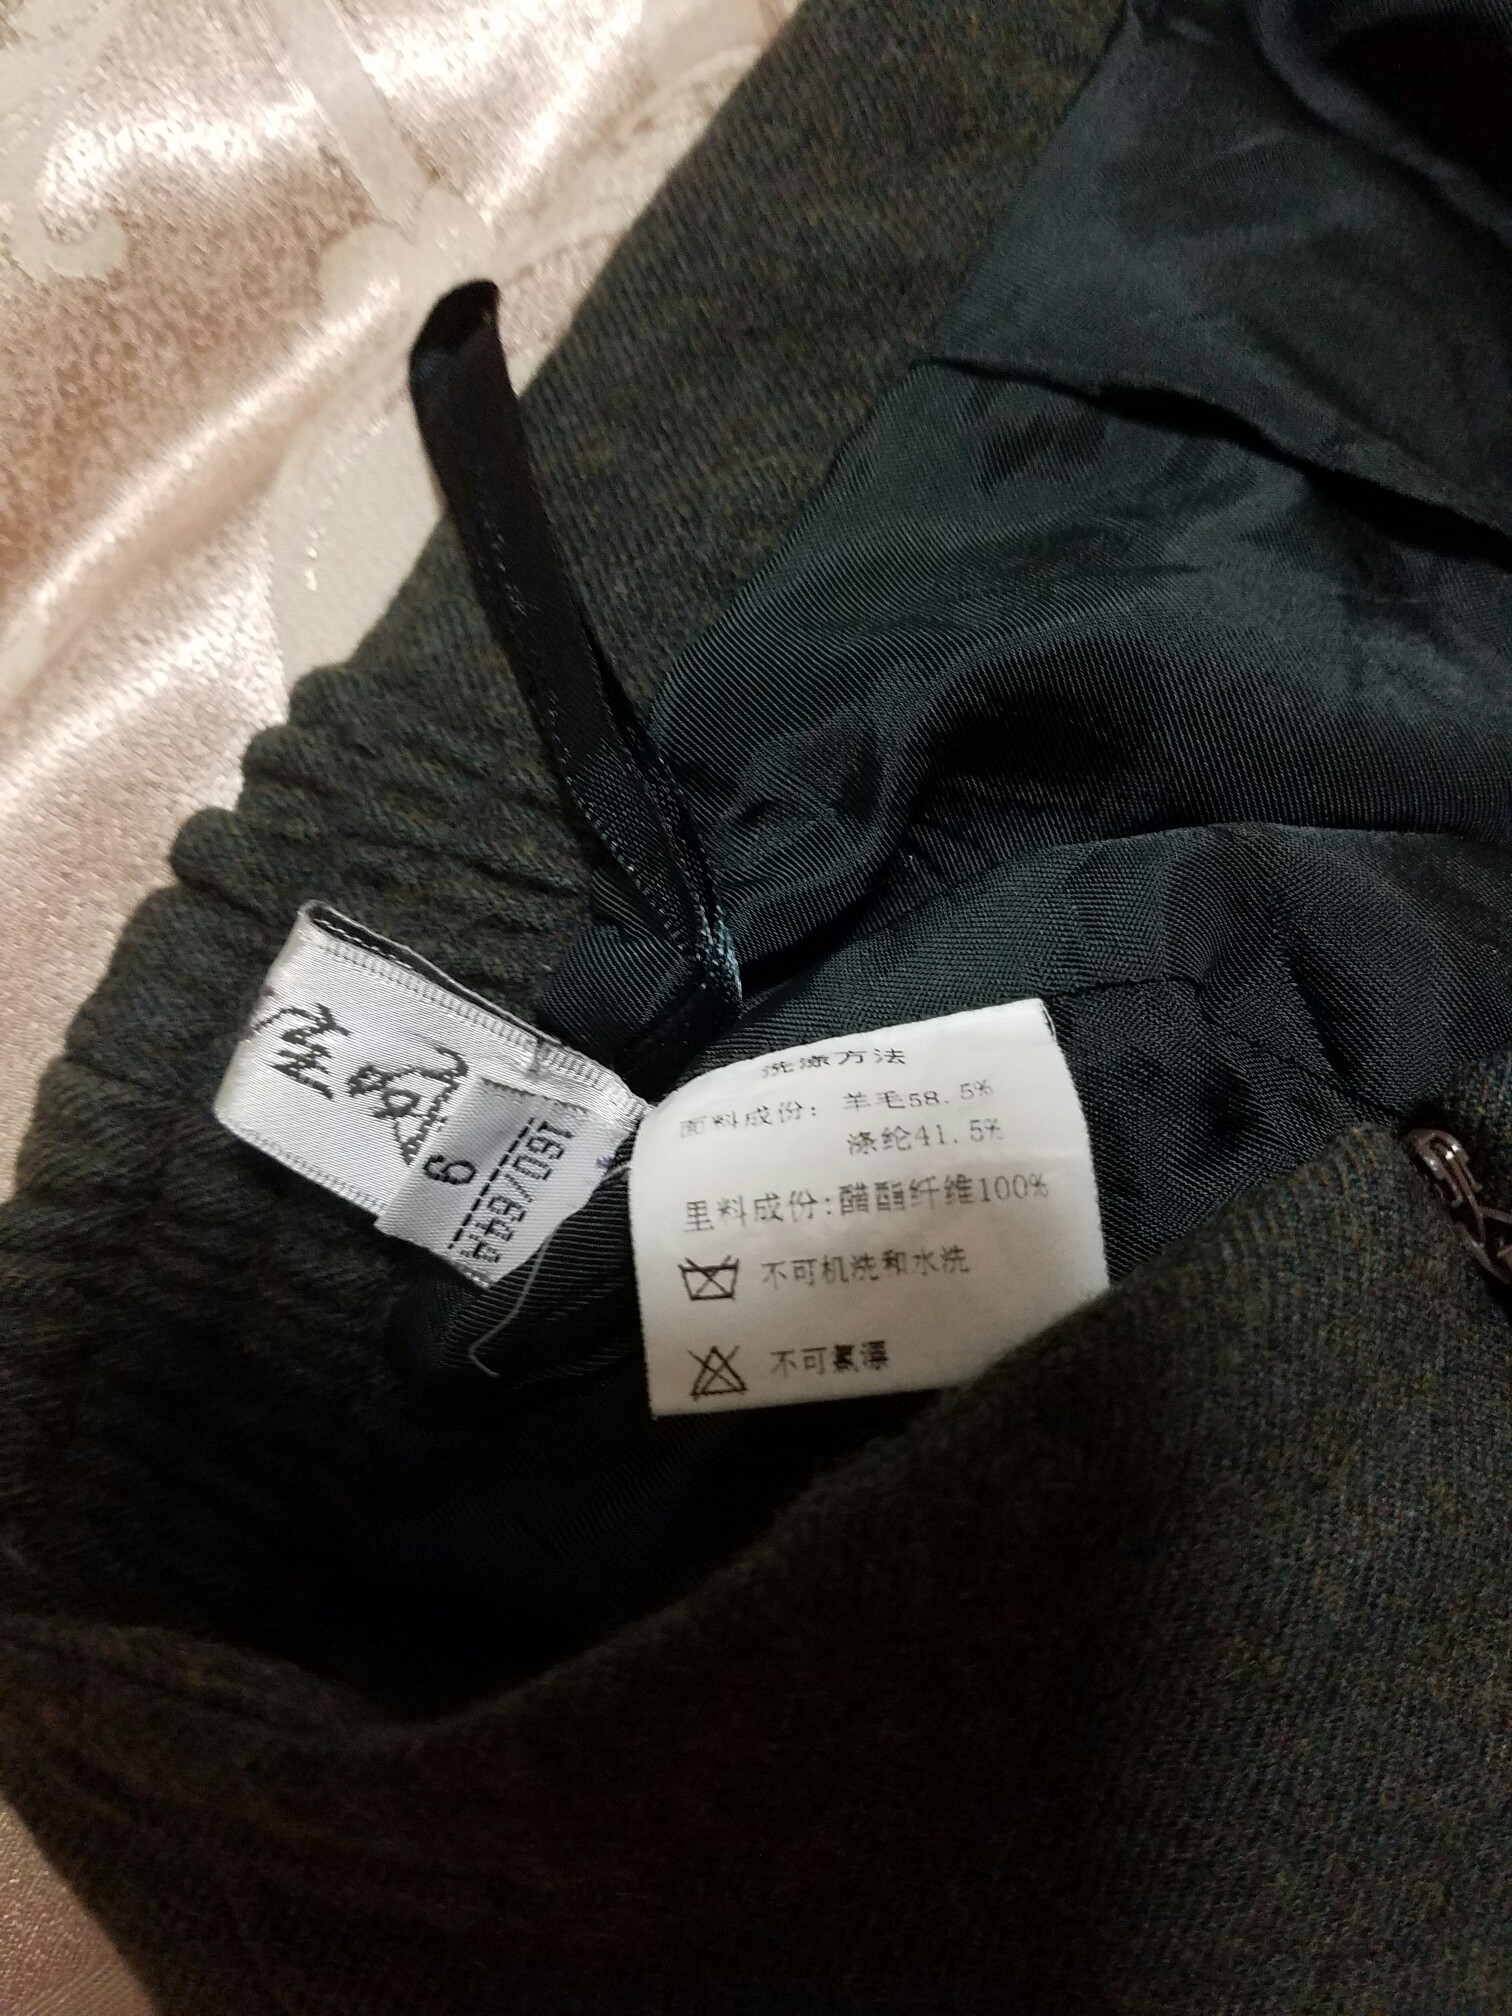 9
160/64A
洗涤方法
面料成份：羊毛58.5%
涤纶41.5%
里料成份:醋酯纤维100%
不可机洗和水洗
不可氯漂